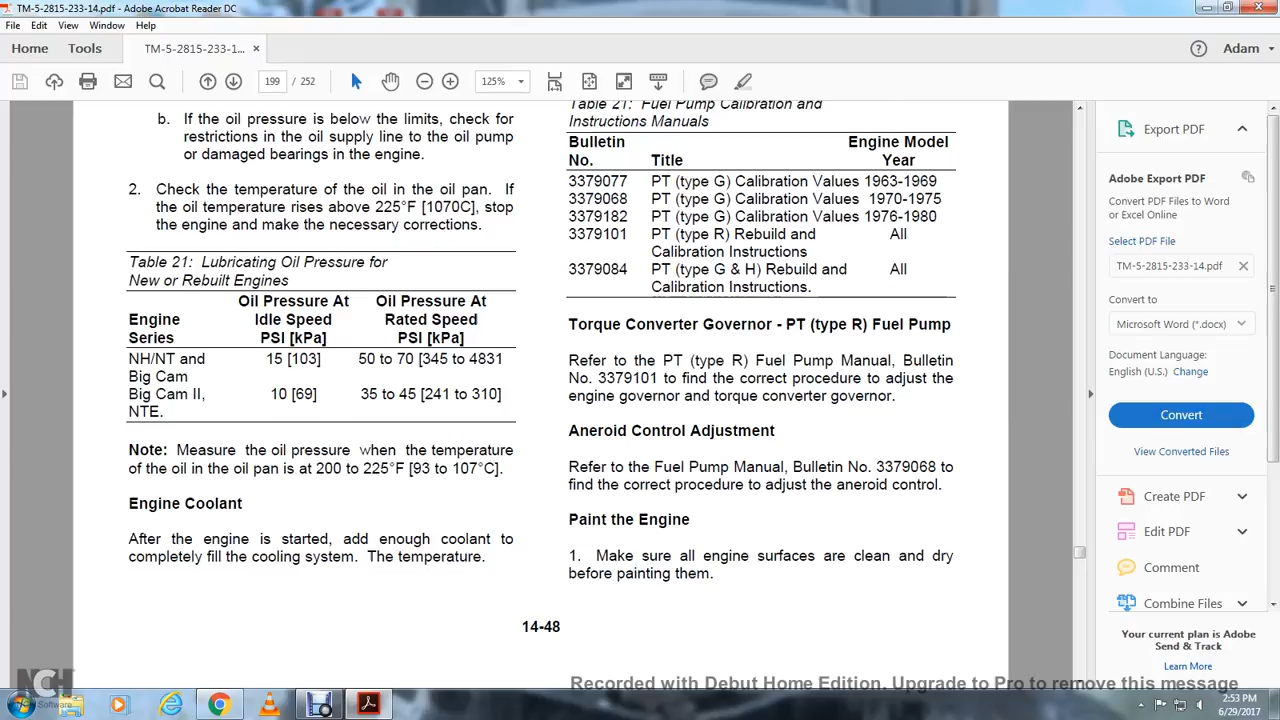 TM-5-2815-233-14.pdf - Adobe Acrobat Reader DC
File Edit View Window Help
Home Tools TM-5-2815-233-1... ×
? Adam
199 / 252 125%
b. If the oil pressure is below the limits, check for
restrictions in the oil supply line to the oil pump
or damaged bearings in the engine.
2. Check the temperature of the oil in the oil pan. If
the oil temperature rises above 225°F [1070C], stop
the engine and make the necessary corrections.
Table 21: Lubricating Oil Pressure for
New or Rebuilt Engines
Oil Pressure At Oil Pressure At
Engine Idle Speed Rated Speed
Series PSI [kPa] PSI [kPa]
NH/NT and 15 [103] 50 to 70 [345 to 4831
Big Cam
Big Cam II, 10 [69] 35 to 45 [241 to 310]
NTE.
Note: Measure the oil pressure when the temperature
of the oil in the oil pan is at 200 to 225°F [93 to 107°C].
Engine Coolant
After the engine is started, add enough coolant to
completely fill the cooling system. The temperature.
Table 21: Fuel Pump Calibration and
Instructions Manuals
Bulletin Engine Model
No. Title Year
3379077 PT (type G) Calibration Values 1963-1969
3379068 PT (type G) Calibration Values 1970-1975
3379182 PT (type G) Calibration Values 1976-1980
3379101 PT (type R) Rebuild and All
Calibration Instructions
3379084 PT (type G & H) Rebuild and All
Calibration Instructions.
Torque Converter Governor - PT (type R) Fuel Pump
Refer to the PT (type R) Fuel Pump Manual, Bulletin
No. 3379101 to find the correct procedure to adjust the
engine governor and torque converter governor.
Aneroid Control Adjustment
Refer to the Fuel Pump Manual, Bulletin No. 3379068 to
find the correct procedure to adjust the aneroid control.
Paint the Engine
1. Make sure all engine surfaces are clean and dry
before painting them.
14-48
Export PDF
Adobe Export PDF
Convert PDF Files to Word
or Excel Online
Select PDF File
TM-5-2815-233-14.pdf
Convert to
Microsoft Word (*.docx)
Document Language:
English (U.S.) Change
Convert
View Converted Files
Create PDF
Edit PDF
Comment
Combine Files
Your current plan is Adobe
Send & Track
Learn More
NCH
Software
Recorded with Debut Home Edition. Upgrade to Pro to remove this message
2:53 PM
6/29/2017